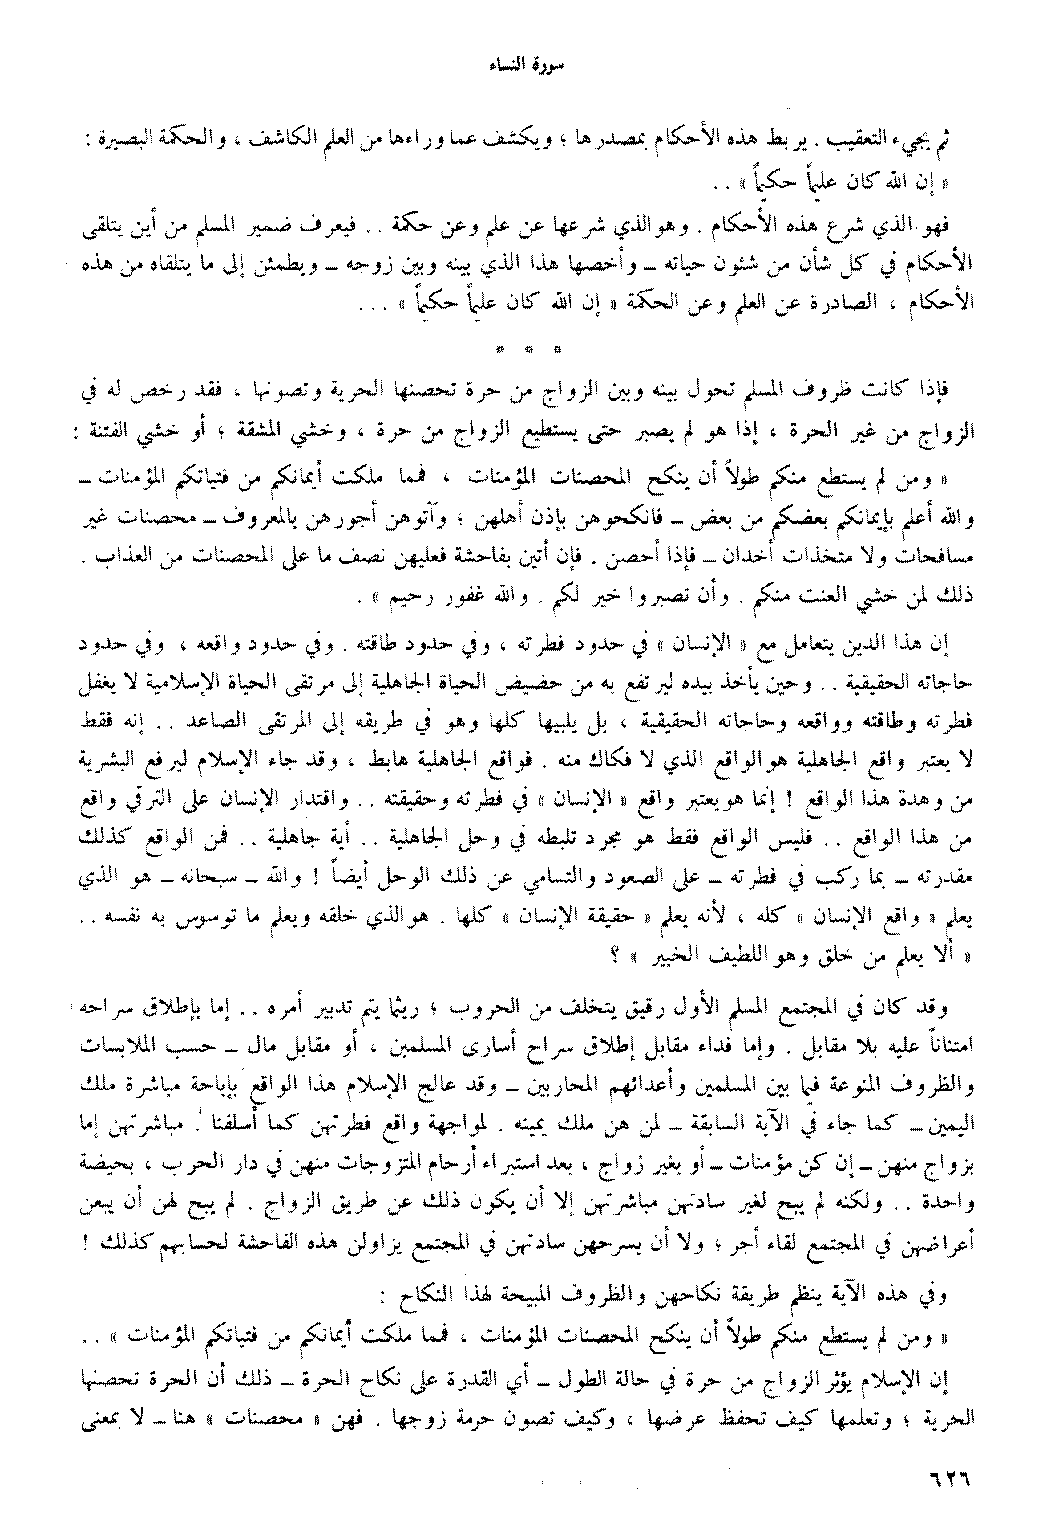 سورة النساء
ثم يجيء التعقيب . يربط هذه الأحكام بمصدرها ؛ ويكشف عما وراءها من العلم الكاشف ، والحكمة البصيرة :
« إن الله كان عليماً حكيماً » . .
فهو الذي شرع هذه الأحكام . وهو الذي شرعها عن علم وعن حكمة . . فيعرف ضمير المسلم من أين يتلقى
الأحكام في كل شأن من شئون حياته – وأخصها هذا الذي بينه وبين زوجه – ويطمئن إلى ما يتلقاه من هذه
الأحكام ، الصادرة عن العلم وعن الحكمة « إن الله كان عليماً حكيماً » . . .
* * *
فإذا كانت ظروف المسلم تحول بينه وبين الزواج من حرة تحصنها الحرية وتصونها ، فقد رخص له في
الزواج من غير الحرة ، إذا هو لم يصبر حتى يستطيع الزواج من حرة ، وخشي المشقة ؛ أو خشي الفتنة :
« ومن لم يستطع منكم طولاً أن ينكح المحصنات المؤمنات ، فمما ملكت أيمانكم من فتياتكم المؤمنات –
والله أعلم بإيمانكم بعضكم من بعض – فانكحوهن بإذن أهلهن ؛ وآتوهن أجورهن بالمعروف – محصنات غير
مسافحات ولا متخذات أخدان – فإذا أحصن . فإن أتين بفاحشة فعليهن نصف ما على المحصنات من العذاب .
ذلك لمن خشي العنت منكم . وأن تصبروا خير لكم . والله غفور رحيم » .
إن هذا الدين يتعامل مع « الإنسان » في حدود فطرته ، وفي حدود طاقته . وفي حدود واقعه ، وفي حدود
حاجاته الحقيقية . . وحين يأخذ بيده ليرتفع به من حضيض الحياة الجاهلية إلى مرتقى الحياة الإسلامية لا يغفل
فطرته وطاقته وواقعه وحاجاته الحقيقية ، بل يلبيها كلها وهو في طريقه إلى المرتقى الصاعد . . إنه فقط
لا يعتبر واقع الجاهلية هو الواقع الذي لا فكاك منه . فواقع الجاهلية هابط ، وقد جاء الإسلام ليرفع البشرية
من وهدة هذا الواقع ! إنما هو يعتبر واقع « الإنسان » في فطرته وحقيقته . . واقتدار الإنسان على الترقي واقع
من هذا الواقع . . فليس الواقع فقط هو مجرد تلبطه في وحل الجاهلية . . أية جاهلية . . فمن الواقع كذلك
مقدرته – بما ركب في فطرته – على الصعود والتسامي عن ذلك الوحل أيضاً ! والله – سبحانه – هو الذي
يعلم « واقع الإنسان » كله ، لأنه يعلم « حقيقة الإنسان » كلها . هو الذي خلقه ويعلم ما توسوس به نفسه . .
« ألا يعلم من خلق وهو اللطيف الخبير » ؟
وقد كان في المجتمع المسلم الأول رقيق يتخلف من الحروب ؛ ريثما يتم تدبير أمره . . إما بإطلاق سراحه
امتناناً عليه بلا مقابل . وإما فداء مقابل إطلاق سراح أسارى المسلمين ، أو مقابل مال – حسب الملابسات
والظروف المنوعة فيما بين المسلمين وأعدائهم المحاربين – وقد عالج الإسلام هذا الواقع بإباحة مباشرة ملك
اليمين – كما جاء في الآية السابقة – لمن هن ملك يمينه . لمواجهة واقع فطرتهن كما أسلفنا . مباشرتهن إما
بزواج منهن – إن كن مؤمنات – أو بغير زواج ، بعد استبراء أرحام المتزوجات منهن في دار الحرب ، بحيضة
واحدة . . ولكنه لم يبح لغير سادتهن مباشرتهن إلا أن يكون ذلك عن طريق الزواج . لم يبح لهن أن يبعن
أعراضهن في المجتمع لقاء أجر ؛ ولا أن يسرحهن سادتهن في المجتمع يزاولن هذه الفاحشة لحسابهم كذلك !
وفي هذه الآية ينظم طريقة نكاحهن والظروف المبيحة لهذا النكاح :
« ومن لم يستطع منكم طولاً أن ينكح المحصنات المؤمنات ، فمما ملكت أيمانكم من فتياتكم المؤمنات » . .
إن الإسلام يؤثر الزواج من حرة في حالة الطول – أي القدرة على نكاح الحرة – ذلك أن الحرة تحصنها
الحرية ؛ وتعلمها كيف تحفظ عرضها ، وكيف تصون حرمة زوجها . فهن « محصنات » هنا – لا بمعنى
٦٢٦